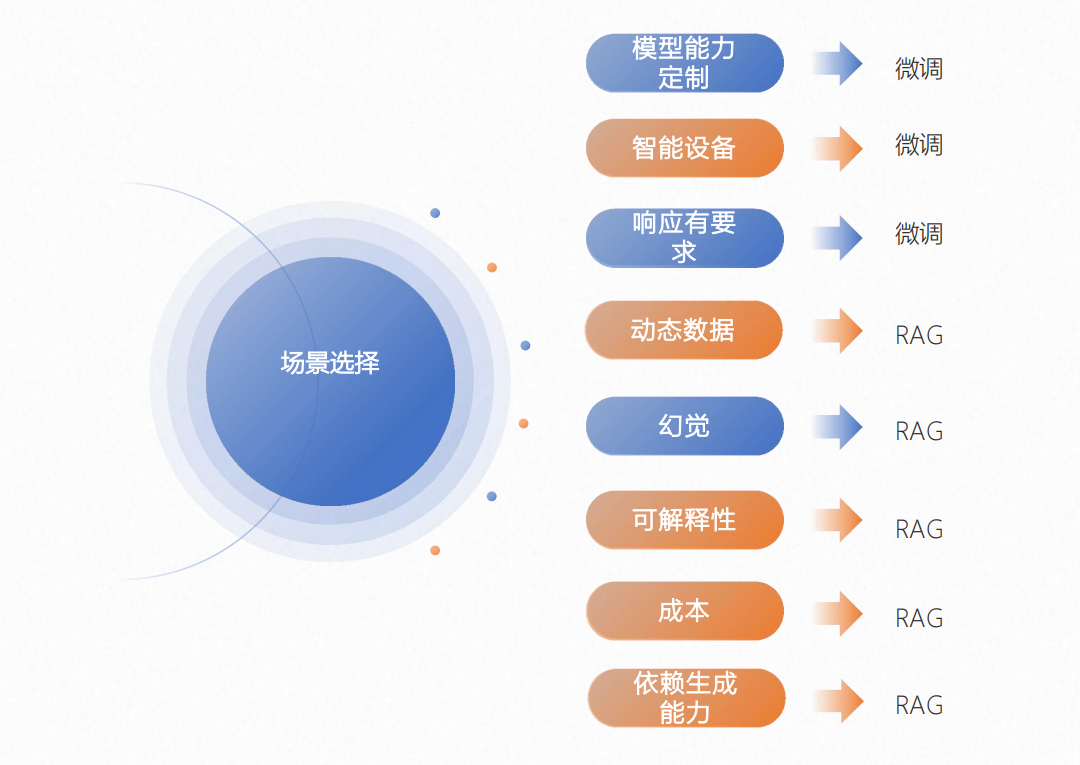 场景选择
模型能力
定制
微调
智能设备
微调
响应有要
求
微调
动态数据
RAG
幻觉
RAG
可解释性
RAG
成本
RAG
依赖生成
能力
RAG